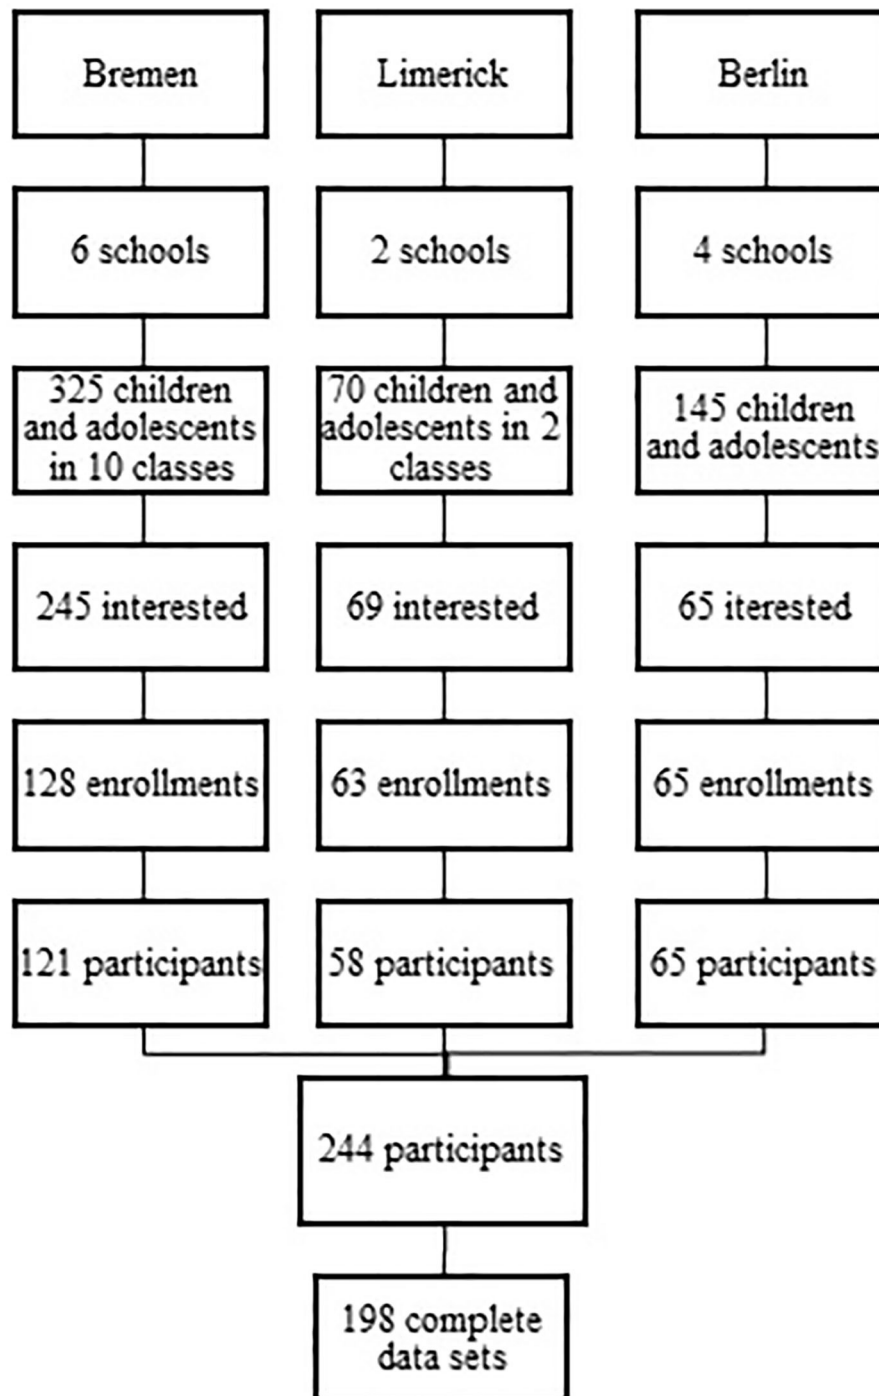 Bremen
Limerick
Berlin
6 schools
2 schools
4 schools
325 children
and adolescents
in 10 classes
70 children and
adolescents in 2
classes
145 children
and adolescents
245 interested
69 interested
65 iterested
128 enrollments
63 enrollments
65 enrollments
121 participants
58 participants
65 participants
244 participants
198 complete
data sets